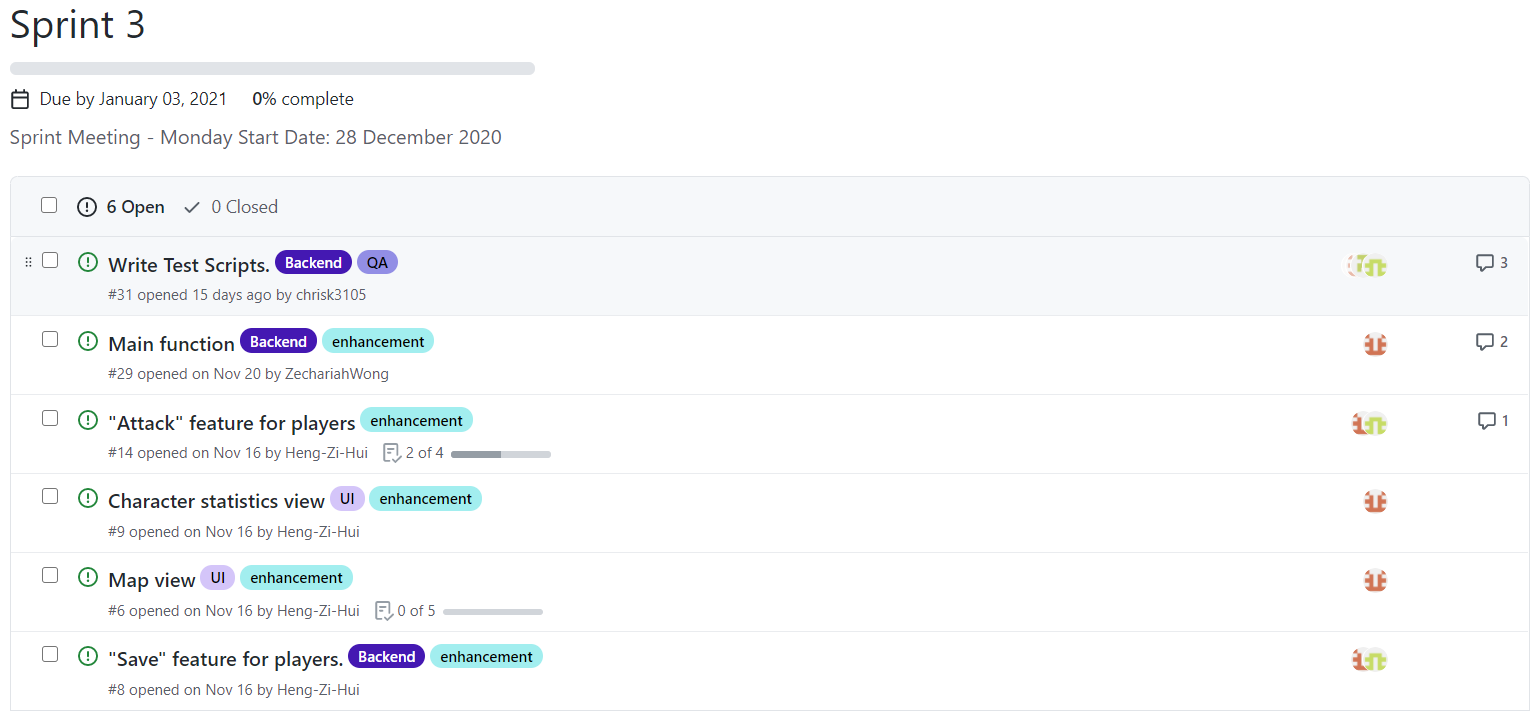 Sprint 3
Due by January 03, 2021 0% complete
Sprint Meeting - Monday Start Date: 28 December 2020
6 Open 0 Closed
Write Test Scripts. Backend QA 3
#31 opened 15 days ago by chrisk3105
Main function Backend enhancement 2
#29 opened on Nov 20 by ZechariahWong
"Attack" feature for players enhancement 1
#14 opened on Nov 16 by Heng-Zi-Hui 2 of 4
Character statistics view UI enhancement
#9 opened on Nov 16 by Heng-Zi-Hui
Map view UI enhancement
#6 opened on Nov 16 by Heng-Zi-Hui 0 of 5
"Save" feature for players. Backend enhancement
#8 opened on Nov 16 by Heng-Zi-Hui